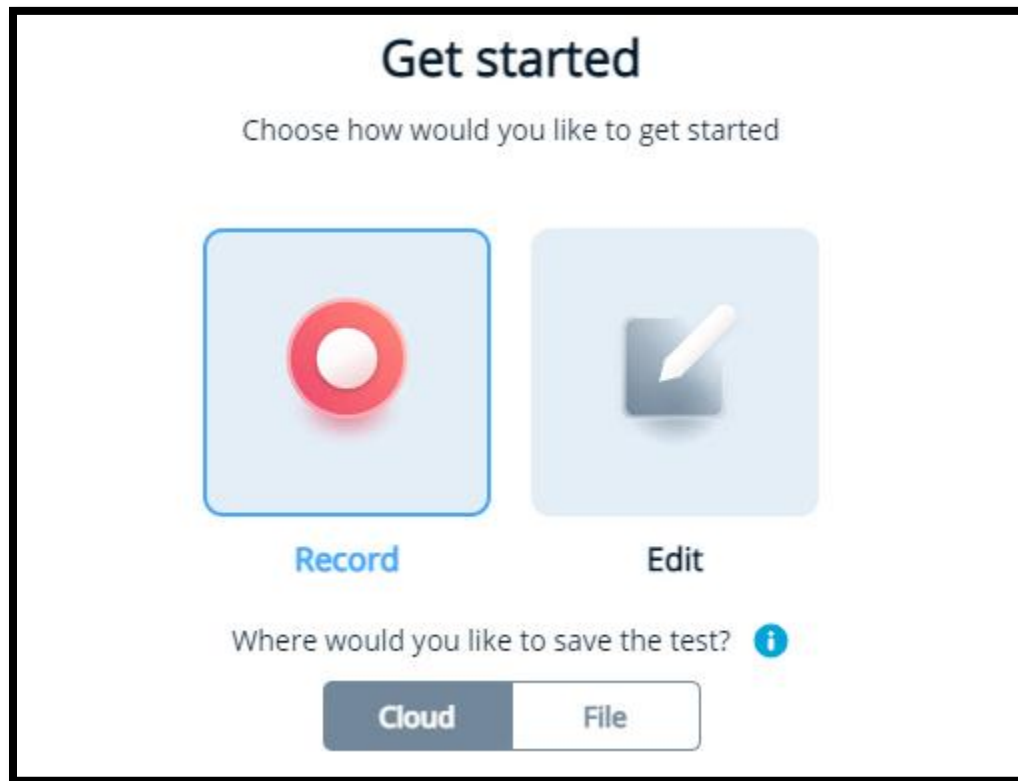 Get started
Choose how would you like to get started
Record
Edit
Where would you like to save the test?
Cloud
File